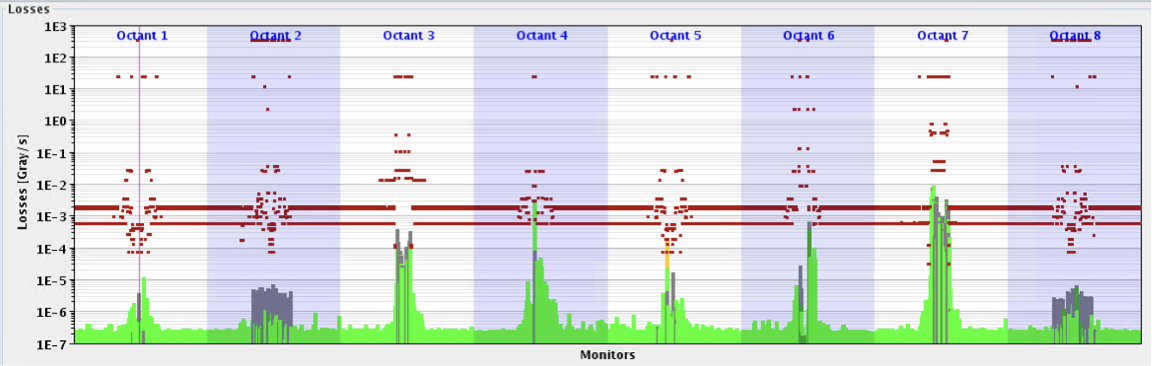 Losses
1E3
1E2
1E1
1E0
1E-1
1E-2
1E-3
1E-4
1E-5
1E-6
1E-7
Losses [Gray/s]
Octant 1
Octant 2
Octant 3
Octant 4
Octant 5
Octant 6
Octant 7
Octant 8
Monitors